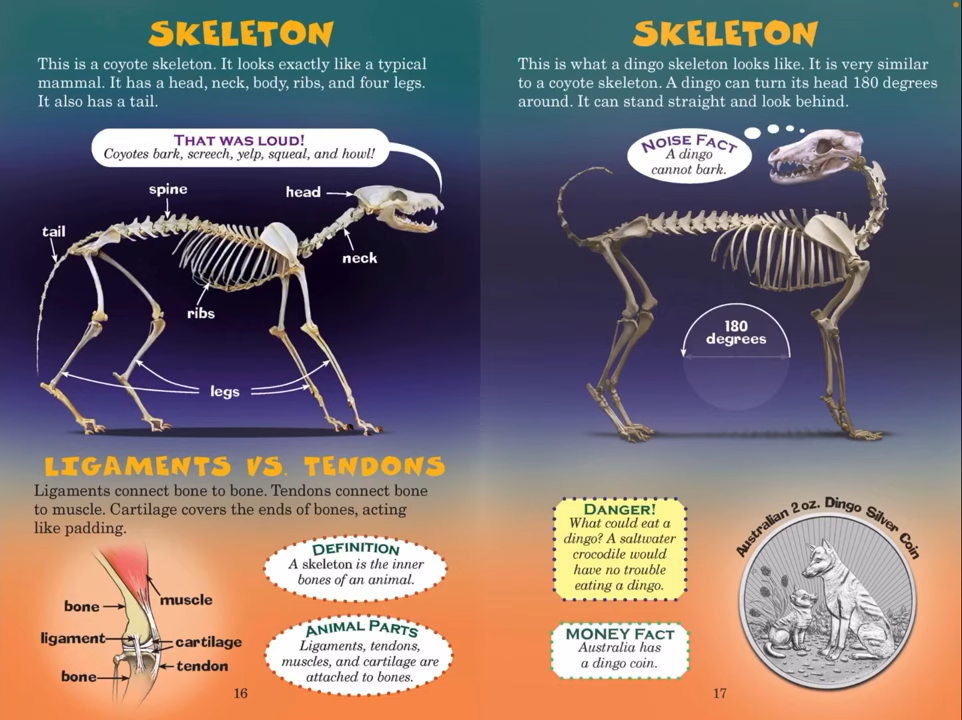 SKELETON
This is a coyote skeleton. It looks exactly like a typical
mammal. It has a head, neck, body, ribs, and four legs.
It also has a tail.
THAT WAS LOUD!
Coyotes bark, screech, yelp, squeal, and howl!
spine
head
tail
neck
ribs
legs
LIGAMENTS VS. TENDONS
Ligaments connect bone to bone. Tendons connect bone
to muscle. Cartilage covers the ends of bones, acting
like padding.
bone
muscle
ligament
cartilage
tendon
bone
DEFINITION
A skeleton is the inner
bones of an animal.
ANIMAL PARTS
Ligaments, tendons,
muscles, and cartilage are
attached to bones.
16
SKELETON
This is what a dingo skeleton looks like. It is very similar
to a coyote skeleton. A dingo can turn its head 180 degrees
around. It can stand straight and look behind.
NOISE FACT
A dingo
cannot bark.
180
degrees
DANGER!
What could eat a
dingo? A saltwater
crocodile would
have no trouble
eating a dingo.
MONEY FACT
Australia has
a dingo coin.
Australian 2 oz. Dingo Silver Coin
17